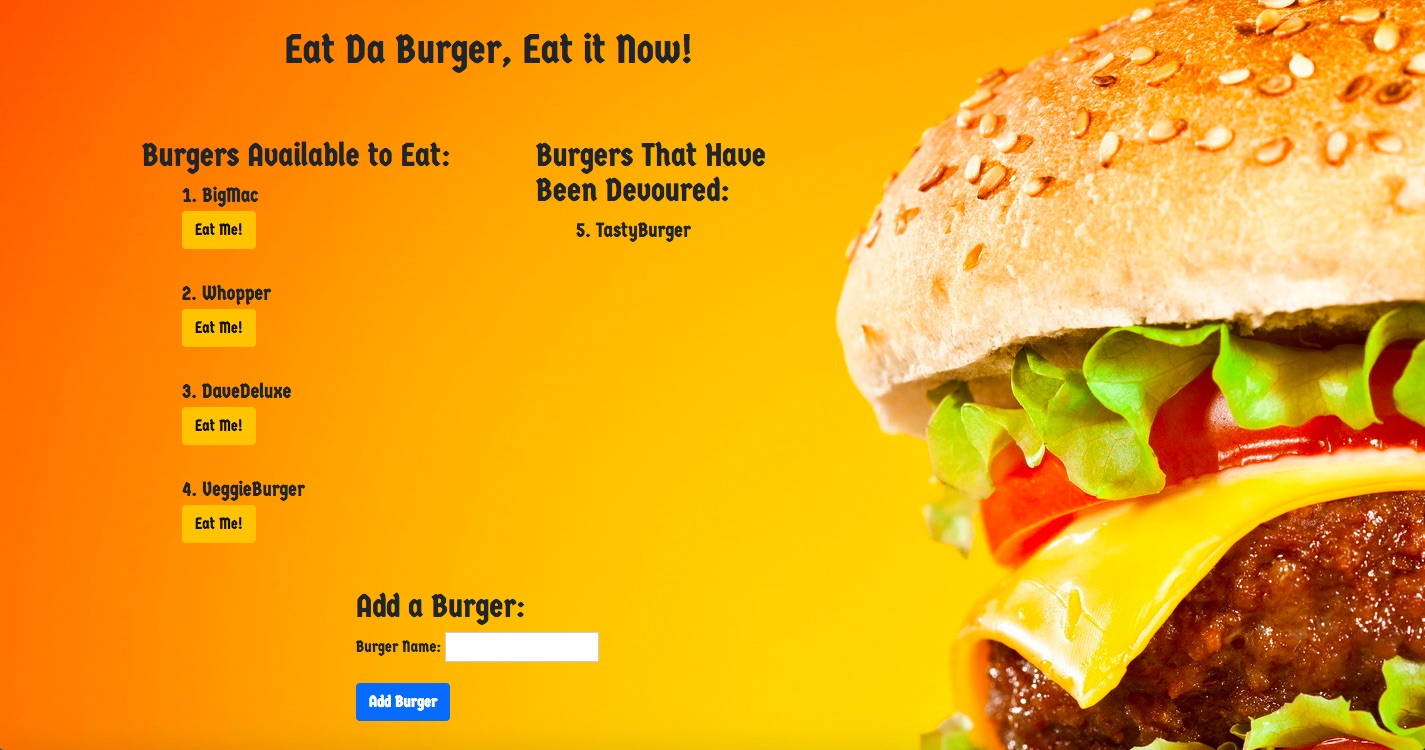 Eat Da Burger, Eat it Now!
Burgers Available to Eat:
1. BigMac
Eat Me!
2. Whopper
Eat Me!
3. DaveDeluxe
Eat Me!
4. VeggieBurger
Eat Me!
Burgers That Have
Been Devoured:
5. TastyBurger
Add a Burger:
Burger Name:
Add Burger